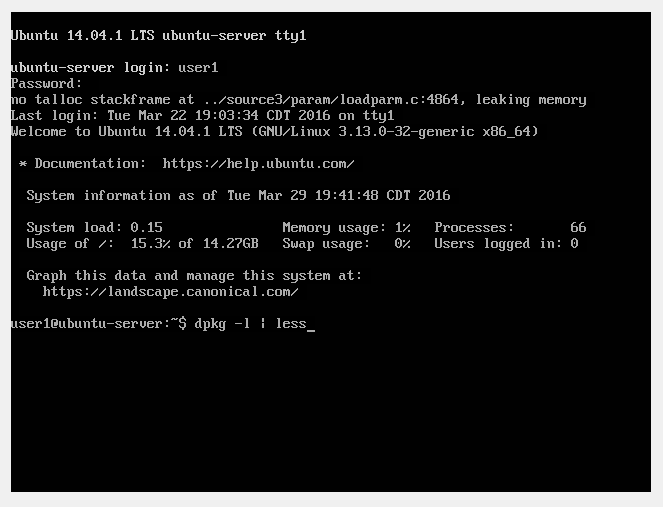 Ubuntu 14.04.1 LTS ubuntu-server tty1
ubuntu-server login: user1
Password:
no talloc stackframe at ../source3/param/loadparm.c:4864, leaking memory
Last login: Tue Mar 22 19:03:34 CDT 2016 on tty1
Welcome to Ubuntu 14.04.1 LTS (GNU/Linux 3.13.0-32-generic x86_64)
* Documentation:  https://help.ubuntu.com/
System information as of Tue Mar 29 19:41:48 CDT 2016
System load: 0.15               Memory usage: 1%   Processes:       66
Usage of /:  15.3% of 14.27GB   Swap usage:   0%   Users logged in: 0
Graph this data and manage this system at:
https://landscape.canonical.com/
user1@ubuntu-server:~$ dpkg -l | less_